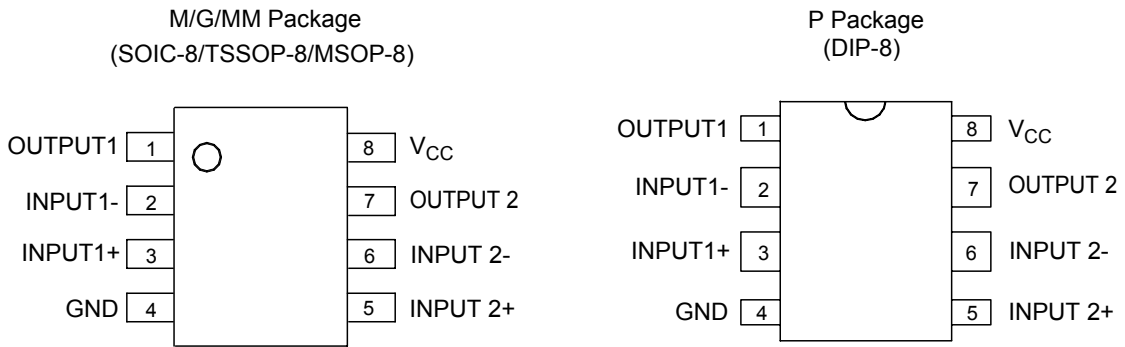 M/G/MM Package
(SOIC-8/TSSOP-8/MSOP-8)
OUTPUT1 1
INPUT1- 2
INPUT1+ 3
GND 4
8 VCC
7 OUTPUT 2
6 INPUT 2-
5 INPUT 2+
P Package
(DIP-8)
OUTPUT1 1
INPUT1- 2
INPUT1+ 3
GND 4
8 VCC
7 OUTPUT 2
6 INPUT 2-
5 INPUT 2+